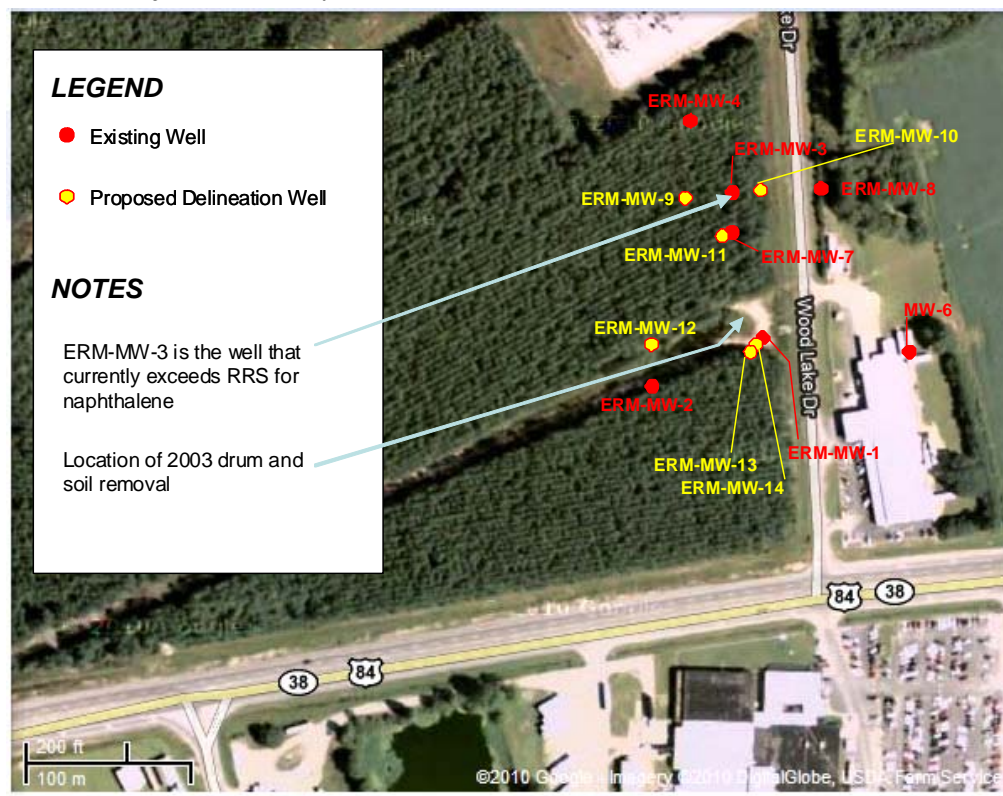 LEGEND
Existing Well
Proposed Delineation Well
NOTES
ERM-MW-3 is the well that
currently exceeds RRS for
naphthalene
Location of 2003 drum and
soil removal
ERM-MW-4
ERM-MW-10
ERM-MW-3
ERM-MW-9
ERM-MW-8
ERM-MW-11
ERM-MW-7
Wood Lake Dr
MW-6
ERM-MW-12
ERM-MW-2
ERM-MW-1
ERM-MW-13
ERM-MW-14
84
38
38
84
200 ft
100 m
©2010 Google - Imagery ©2010 DigitalGlobe, USDA Farm Service